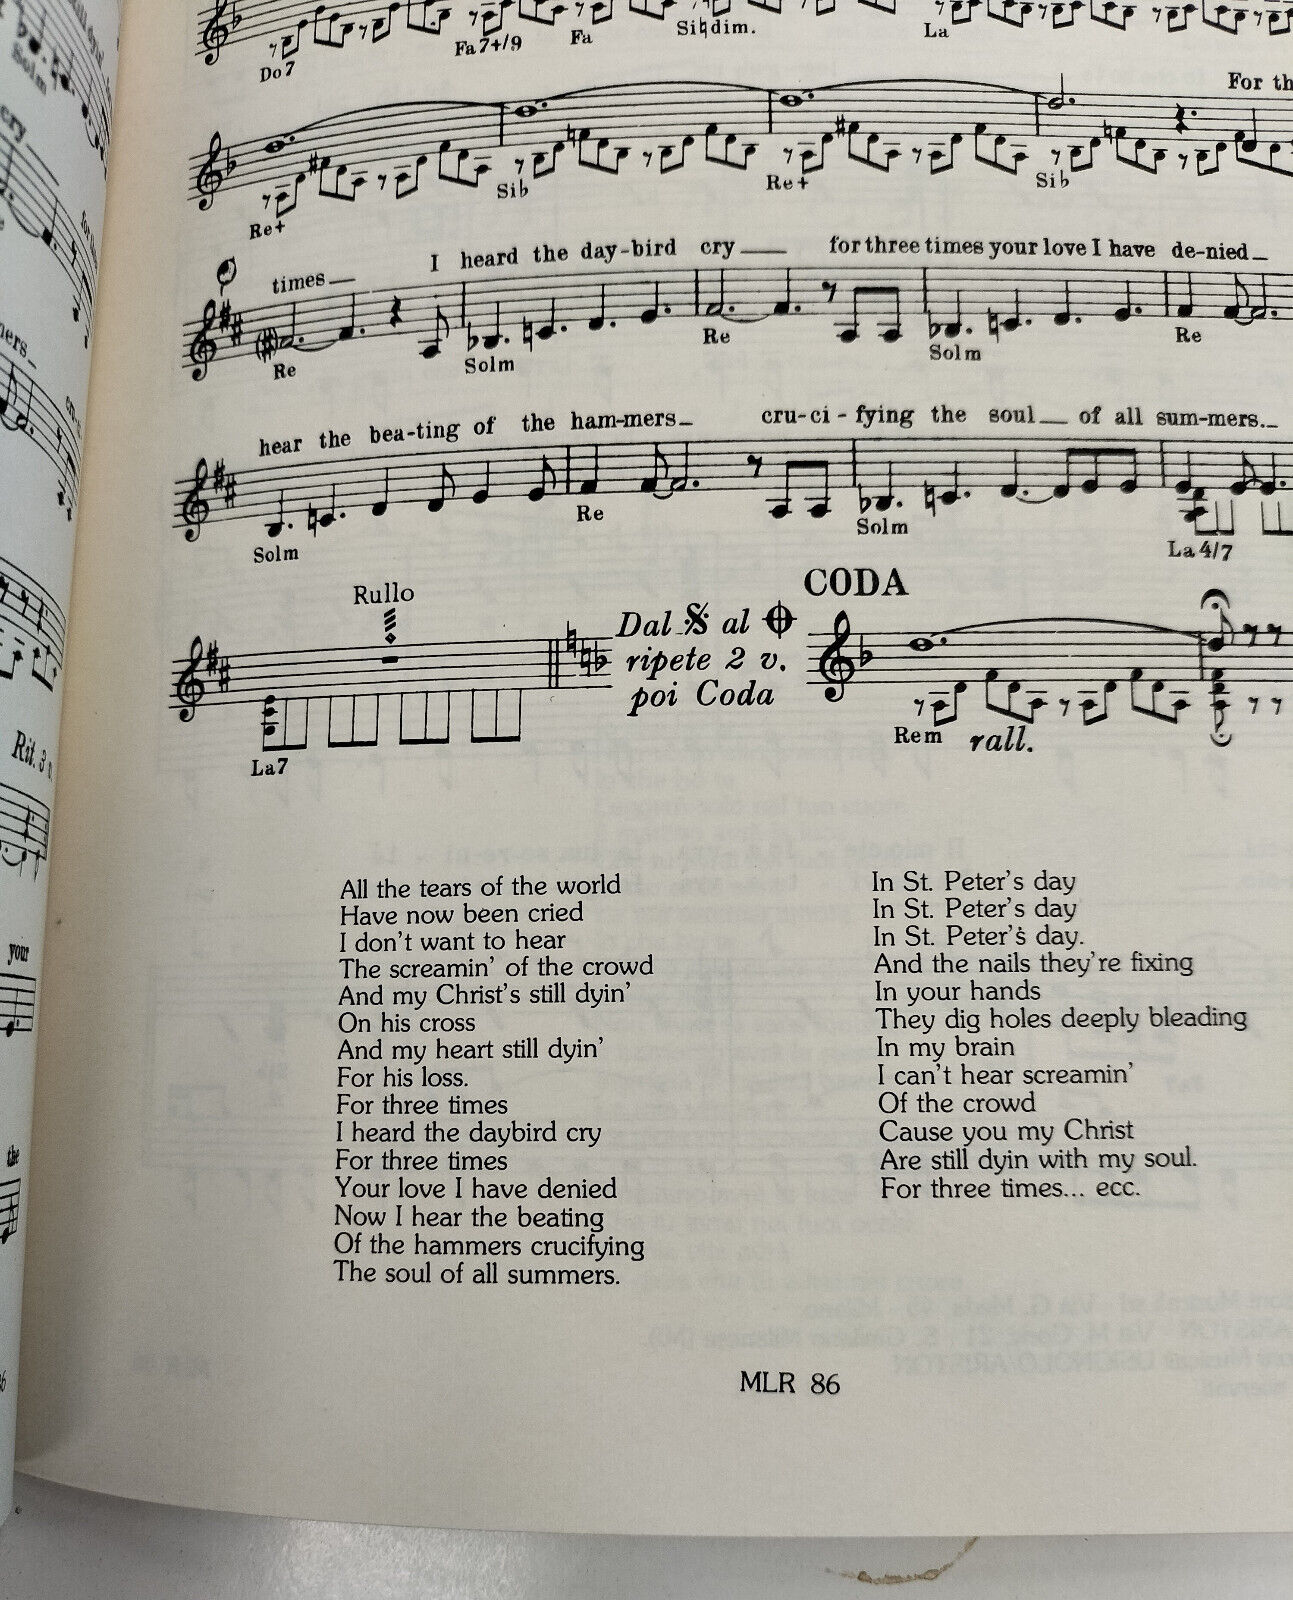 Do7 Fa7+/9 Fa Si♮dim. La
For th
Re+ Sib Re+ Sib
times I heard the day-bird cry for three times your love I have de-nied
Re Solm Re Solm Re
hear the bea-ting of the ham-mers cru-ci-fying the soul of all sum-mers.
Solm Re Solm La4/7
Rullo
CODA
Dal 𝄋 al 𝄌
ripete 2 v.
poi Coda
La7
Rem rall.
All the tears of the world
Have now been cried
I don't want to hear
The screamin' of the crowd
And my Christ's still dyin'
On his cross
And my heart still dyin'
For his loss.
For three times
I heard the daybird cry
For three times
Your love I have denied
Now I hear the beating
Of the hammers crucifying
The soul of all summers.
In St. Peter's day
In St. Peter's day
In St. Peter's day.
And the nails they're fixing
In your hands
They dig holes deeply bleading
In my brain
I can't hear screamin'
Of the crowd
Cause you my Christ
Are still dyin with my soul.
For three times... ecc.
MLR 86
Solm
cry
Rit. 3 v.
your
the